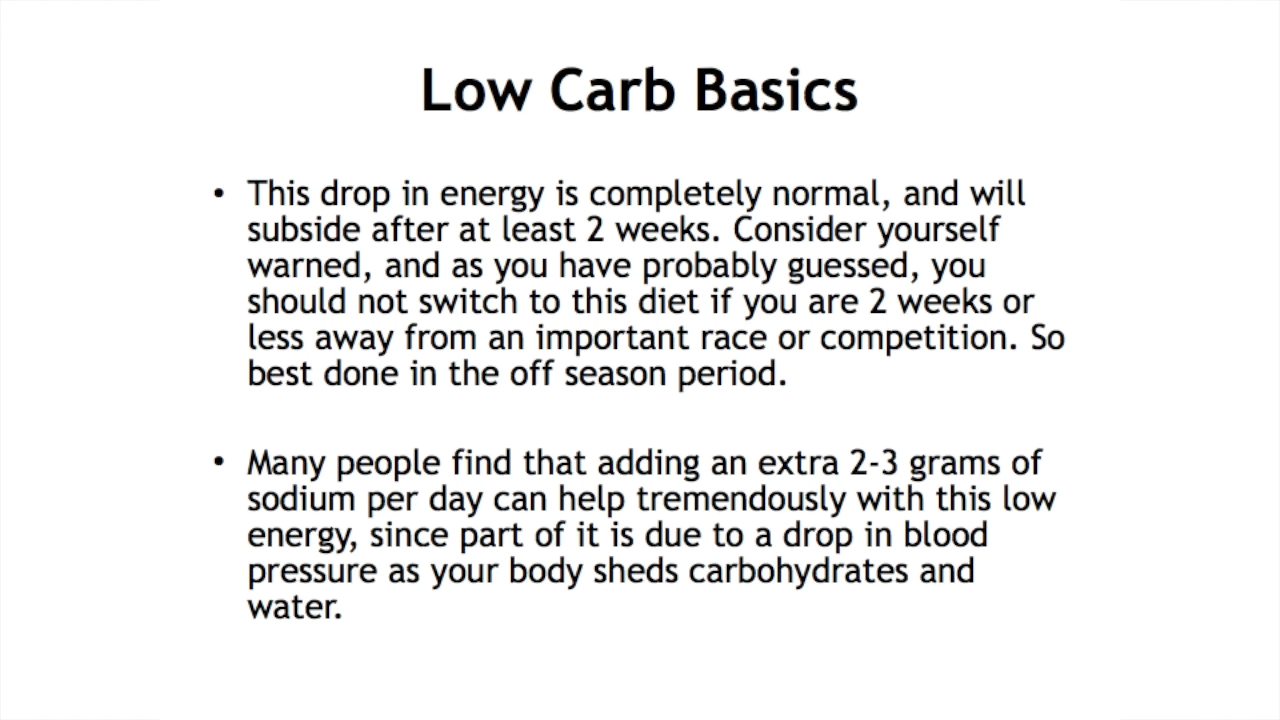 Low Carb Basics
• This drop in energy is completely normal, and will
subside after at least 2 weeks. Consider yourself
warned, and as you have probably guessed, you
should not switch to this diet if you are 2 weeks or
less away from an important race or competition. So
best done in the off season period.
• Many people find that adding an extra 2-3 grams of
sodium per day can help tremendously with this low
energy, since part of it is due to a drop in blood
pressure as your body sheds carbohydrates and
water.